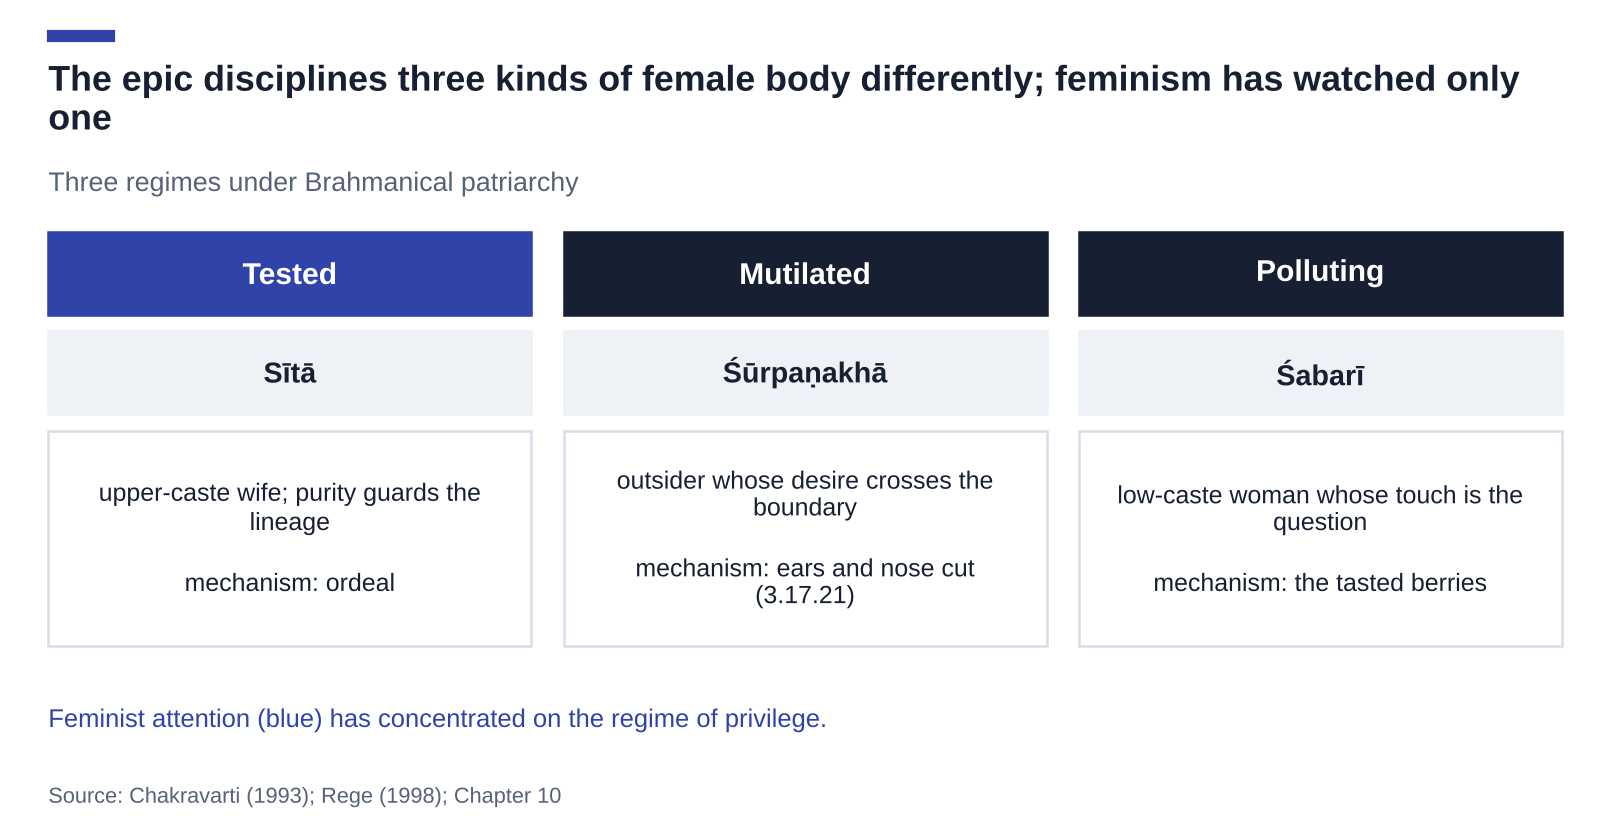 The epic disciplines three kinds of female body differently; feminism has watched only
one
Three regimes under Brahmanical patriarchy
Tested
Mutilated
Polluting
Sītā
Śūrpaṇakhā
Śabarī
upper-caste wife; purity guards the
lineage
mechanism: ordeal
outsider whose desire crosses the
boundary
mechanism: ears and nose cut
(3.17.21)
low-caste woman whose touch is the
question
mechanism: the tasted berries
Feminist attention (blue) has concentrated on the regime of privilege.
Source: Chakravarti (1993); Rege (1998); Chapter 10